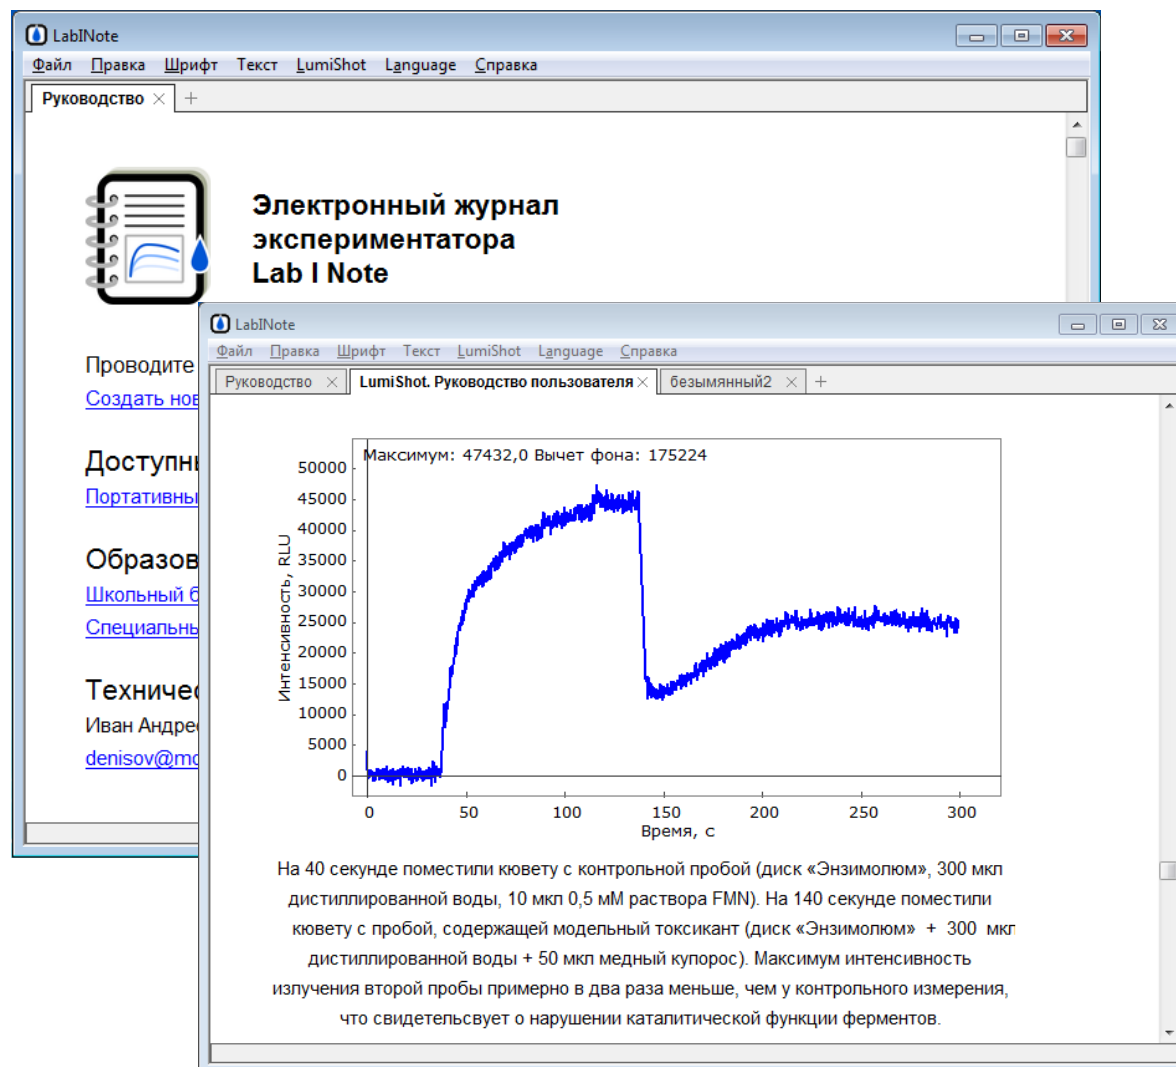 LabINote
Файл Правка Шрифт Текст LumiShot Language Справка
Руководство
Электронный журнал
экспериментатора
Lab I Note
Проводите
Создать нов
Доступн
Портативны
Образов
Школьный б
Специальны
Техничес
Иван Андре
denisov@mo
LabINote
Файл Правка Шрифт Текст LumiShot Language Справка
Руководство LumiShot. Руководство пользователя безымянный2
Максимум: 47432,0 Вычет фона: 175224
Интенсивность, RLU
50000
45000
40000
35000
30000
25000
20000
15000
10000
5000
0
0 50 100 150 200 250 300
Время, с
На 40 секунде поместили кювету с контрольной пробой (диск «Энзимолюм», 300 мкл
дистиллированной воды, 10 мкл 0,5 мМ раствора FMN). На 140 секунде поместили
кювету с пробой, содержащей модельный токсикант (диск «Энзимолюм» + 300 мкл
дистиллированной воды + 50 мкл медный купорос). Максимум интенсивность
излучения второй пробы примерно в два раза меньше, чем у контрольного измерения,
что свидетельсвует о нарушении каталитической функции ферментов.